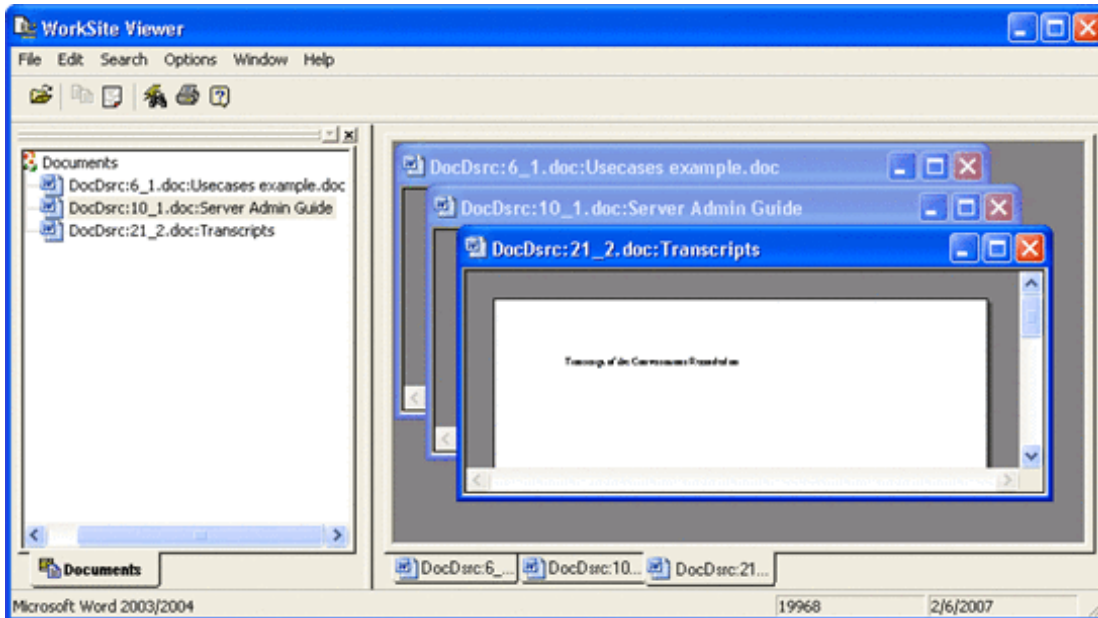 WorkSite Viewer
File Edit Search Options Window Help
Documents
DocDsrc:6_1.doc:Usecases example.doc
DocDsrc:10_1.doc:Server Admin Guide
DocDsrc:21_2.doc:Transcripts
DocDsrc:6_1.doc:Usecases example.doc
DocDsrc:10_1.doc:Server Admin Guide
DocDsrc:21_2.doc:Transcripts
of the
Documents
DocDsrc:6_... DocDsrc:10... DocDsrc:21...
Microsoft Word 2003/2004 19968 2/6/2007